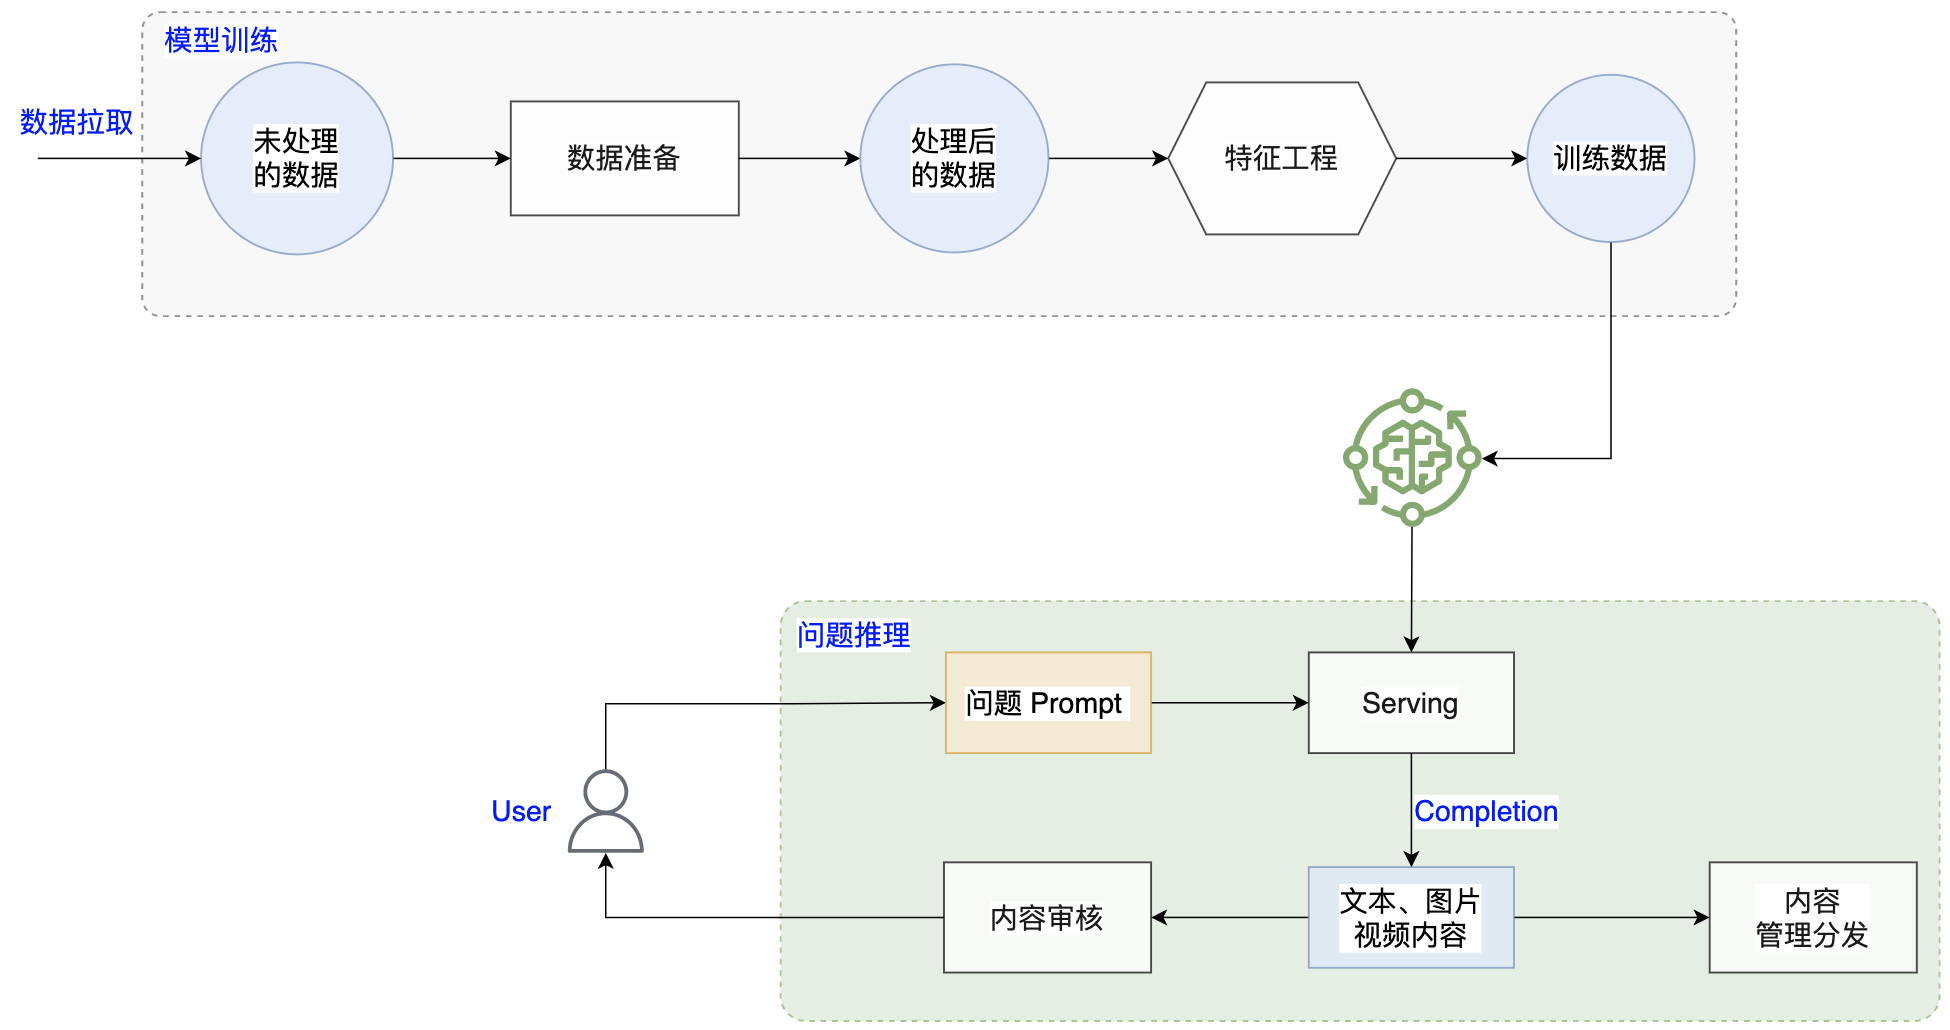 模型训练
数据拉取
未处理
的数据
数据准备
处理后
的数据
特征工程
训练数据
问题推理
问题 Prompt
Serving
User
Completion
内容审核
文本、图片
视频内容
内容
管理分发